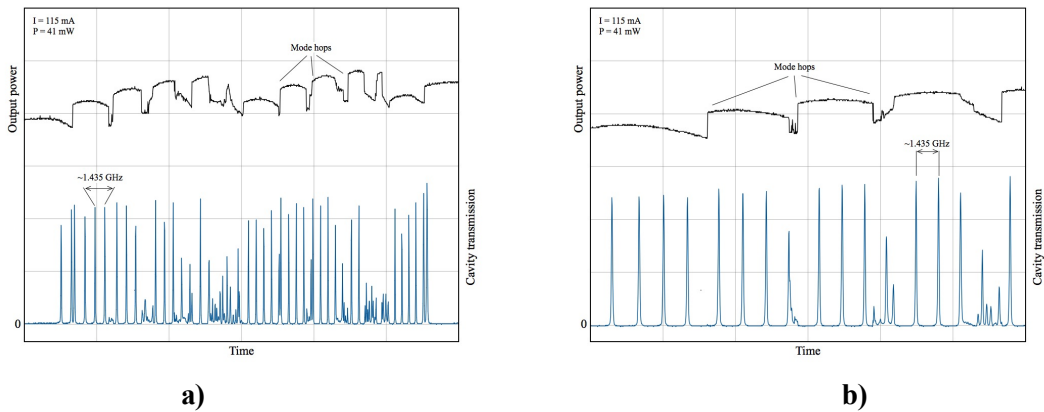 I = 115 mA
P = 41 mW
Mode hops
Output power
~1.435 GHz
Cavity transmission
0
Time
a)
I = 115 mA
P = 41 mW
Mode hops
Output power
~1.435 GHz
Cavity transmission
0
Time
b)